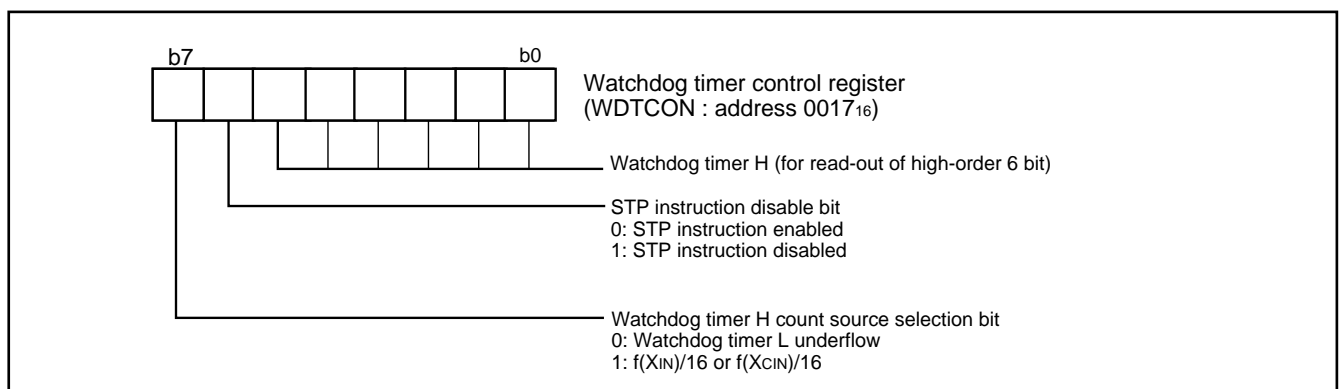 b7
b0
Watchdog timer control register
(WDTCON : address 0017₁₆)
Watchdog timer H (for read-out of high-order 6 bit)
STP instruction disable bit
0: STP instruction enabled
1: STP instruction disabled
Watchdog timer H count source selection bit
0: Watchdog timer L underflow
1: f(XIN)/16 or f(XCIN)/16